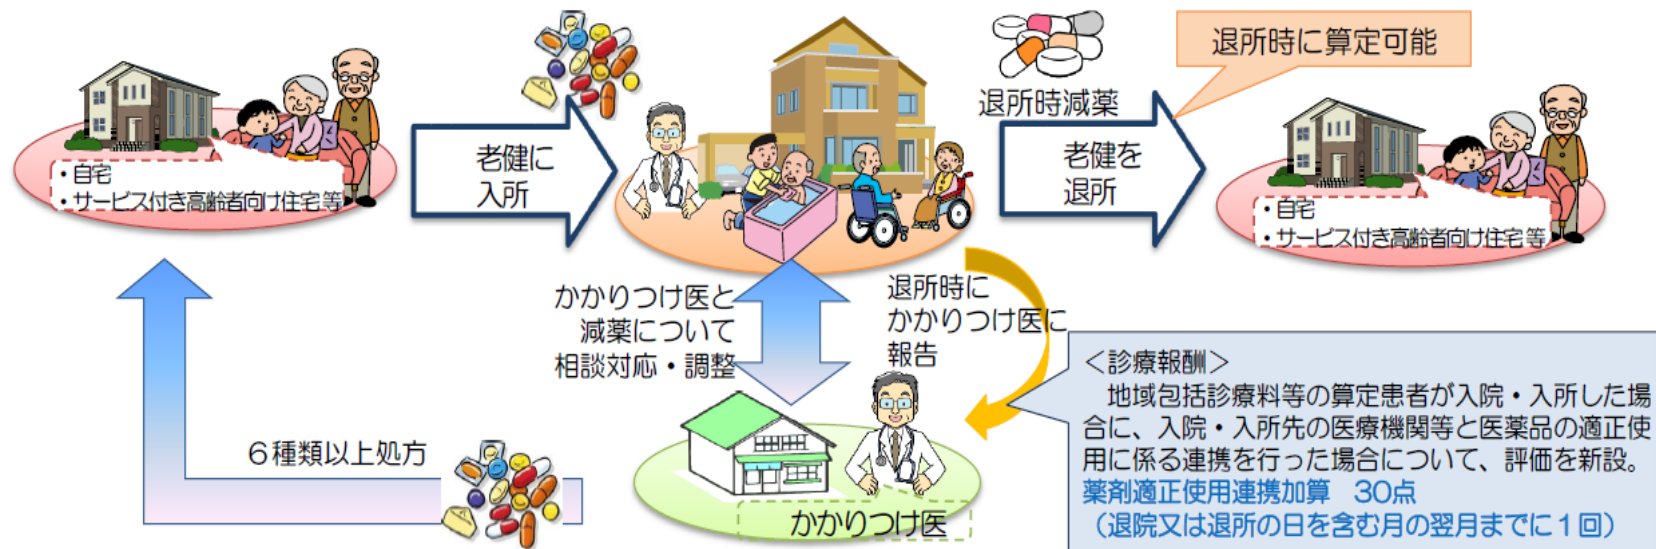 ・自宅
・サービス付き高齢者向け住宅等
老健に
入所
退所時減薬
老健を
退所
退所時に算定可能
・自宅
・サービス付き高齢者向け住宅等
かかりつけ医と
減薬について
相談対応・調整
退所時に
かかりつけ医に
報告
6種類以上処方
かかりつけ医
＜診療報酬＞
地域包括診療料等の算定患者が入院・入所した場
合に、入院・入所先の医療機関等と医薬品の適正使
用に係る連携を行った場合について、評価を新設。
薬剤適正使用連携加算　30点
（退院又は退所の日を含む月の翌月までに１回）